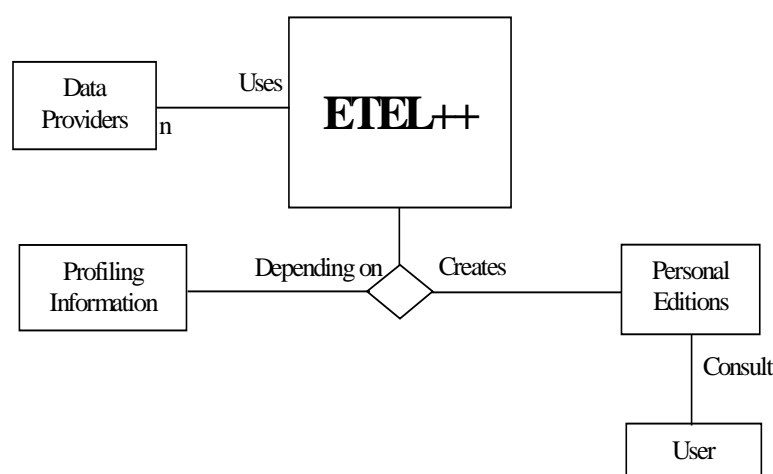 Data
Providers
n
Uses
ETEL++
Profiling
Information
Depending on
Creates
Personal
Editions
Consult
User